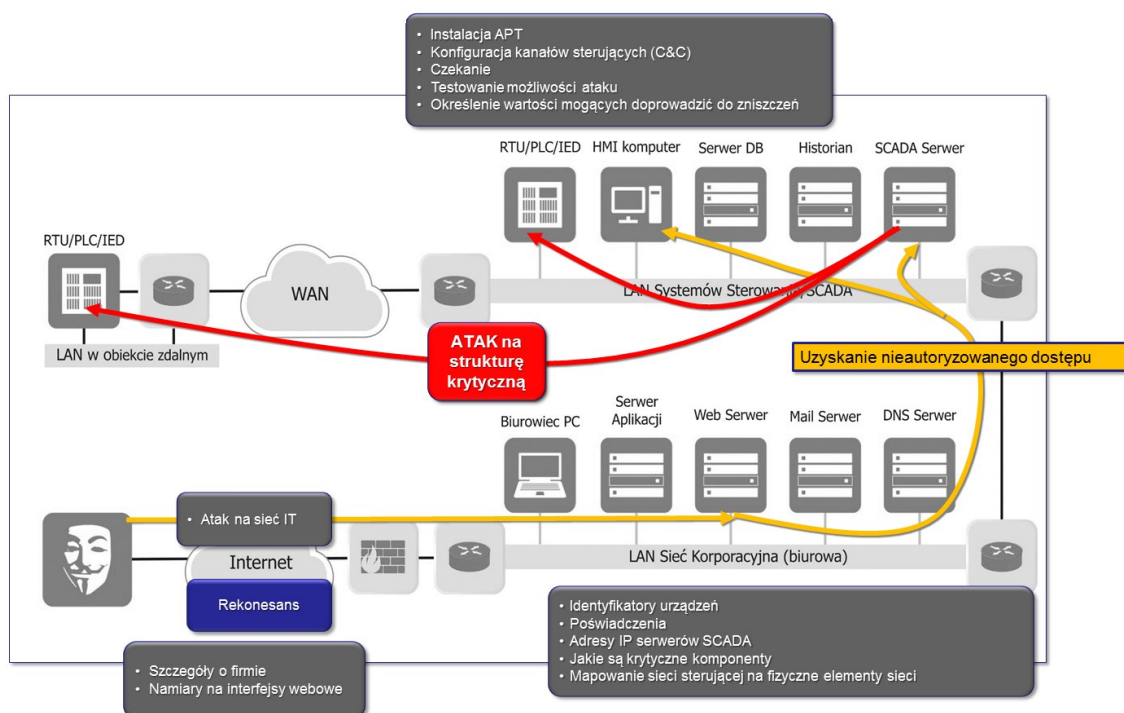 • Instalacja APT
• Konfiguracja kanałów sterujących (C&C)
• Czekanie
• Testowanie możliwości ataku
• Określenie wartości mogących doprowadzić do zniszczeń
RTU/PLC/IED
HMI komputer
Serwer DB
Historian
SCADA Serwer
RTU/PLC/IED
WAN
LAN Systemów Sterowania/SCADA
LAN w obiekcie zdalnym
ATAK na
strukturę
krytyczną
Uzyskanie nieautoryzowanego dostępu
Biurowiec PC
Serwer
Aplikacji
Web Serwer
Mail Serwer
DNS Serwer
• Atak na sieć IT
Internet
LAN Sieć Korporacyjna (biurowa)
Rekonesans
• Identyfikatory urządzeń
• Poświadczenia
• Adresy IP serwerów SCADA
• Jakie są krytyczne komponenty
• Mapowanie sieci sterującej na fizyczne elementy sieci
• Szczegóły o firmie
• Namiary na interfejsy webowe